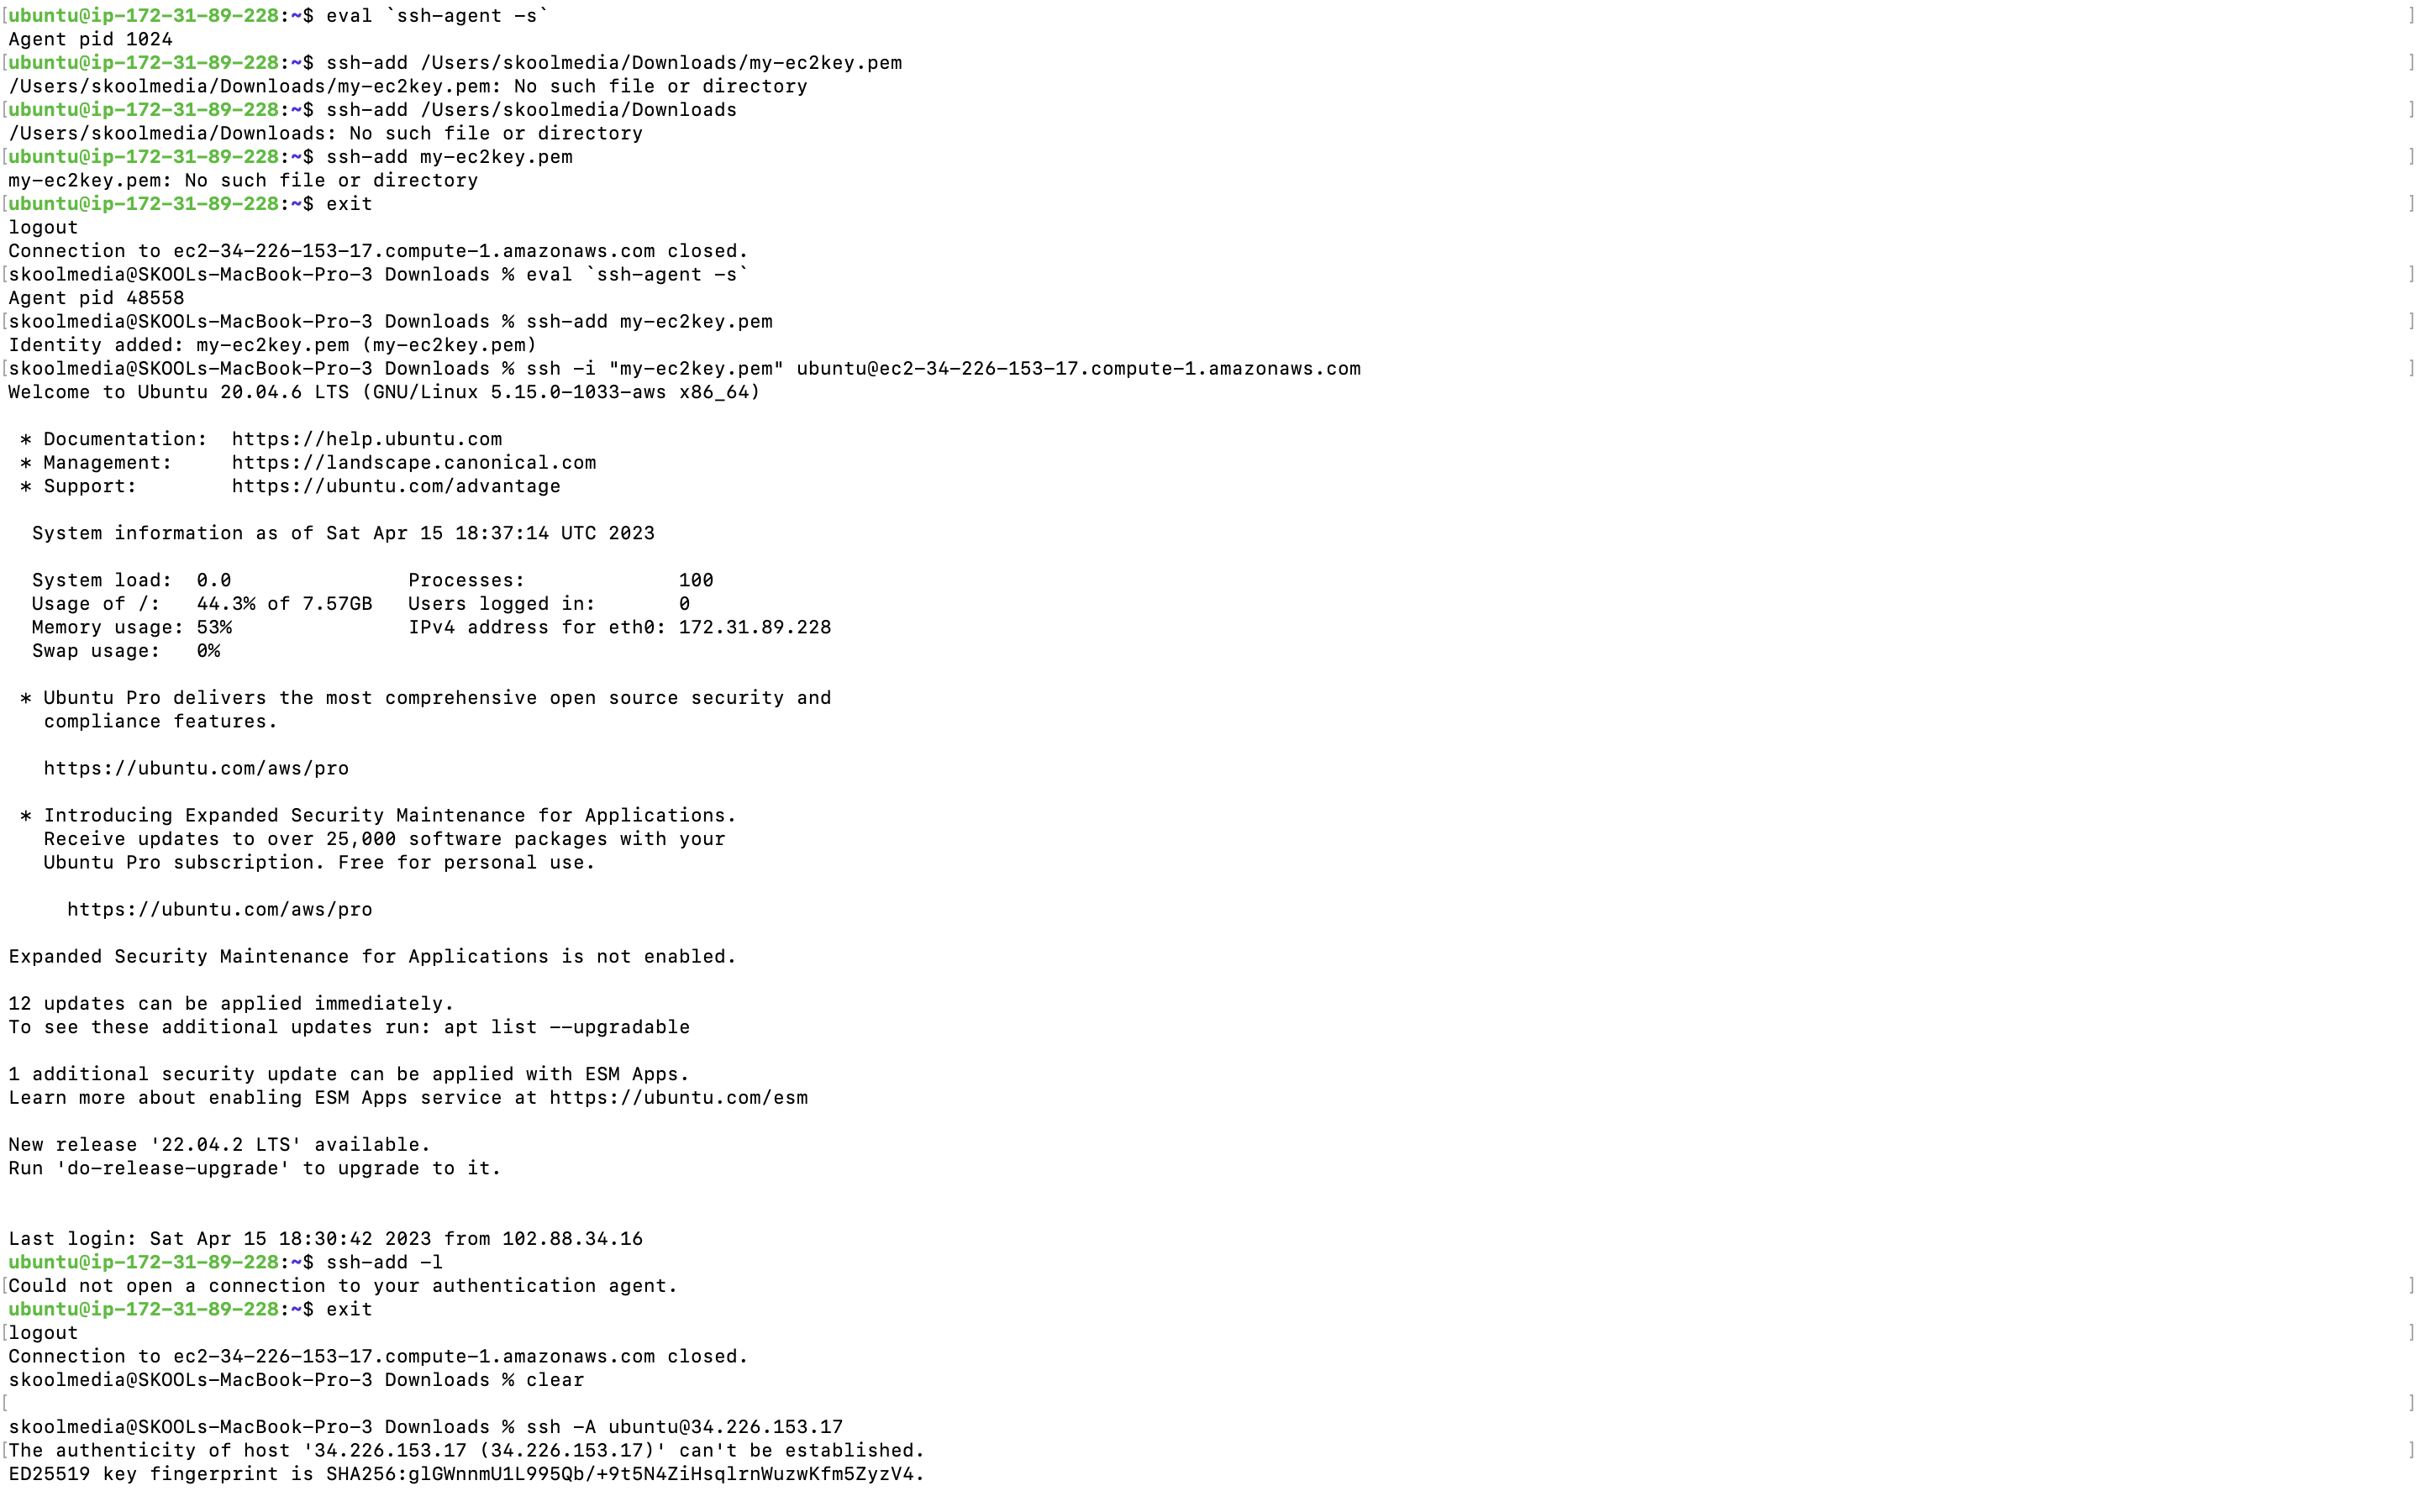 [ubuntu@ip-172-31-89-228:~$ eval `ssh-agent -s` ]
Agent pid 1024
[ubuntu@ip-172-31-89-228:~$ ssh-add /Users/skoolmedia/Downloads/my-ec2key.pem ]
/Users/skoolmedia/Downloads/my-ec2key.pem: No such file or directory
[ubuntu@ip-172-31-89-228:~$ ssh-add /Users/skoolmedia/Downloads ]
/Users/skoolmedia/Downloads: No such file or directory
[ubuntu@ip-172-31-89-228:~$ ssh-add my-ec2key.pem ]
my-ec2key.pem: No such file or directory
[ubuntu@ip-172-31-89-228:~$ exit ]
logout
Connection to ec2-34-226-153-17.compute-1.amazonaws.com closed.
[skoolmedia@SKOOLs-MacBook-Pro-3 Downloads % eval `ssh-agent -s` ]
Agent pid 48558
[skoolmedia@SKOOLs-MacBook-Pro-3 Downloads % ssh-add my-ec2key.pem ]
Identity added: my-ec2key.pem (my-ec2key.pem)
[skoolmedia@SKOOLs-MacBook-Pro-3 Downloads % ssh -i "my-ec2key.pem" ubuntu@ec2-34-226-153-17.compute-1.amazonaws.com ]
Welcome to Ubuntu 20.04.6 LTS (GNU/Linux 5.15.0-1033-aws x86_64)
* Documentation:  https://help.ubuntu.com
* Management:     https://landscape.canonical.com
* Support:        https://ubuntu.com/advantage
System information as of Sat Apr 15 18:37:14 UTC 2023
System load:  0.0               Processes:             100
Usage of /:   44.3% of 7.57GB   Users logged in:       0
Memory usage: 53%               IPv4 address for eth0: 172.31.89.228
Swap usage:   0%
* Ubuntu Pro delivers the most comprehensive open source security and
compliance features.
https://ubuntu.com/aws/pro
* Introducing Expanded Security Maintenance for Applications.
Receive updates to over 25,000 software packages with your
Ubuntu Pro subscription. Free for personal use.
https://ubuntu.com/aws/pro
Expanded Security Maintenance for Applications is not enabled.
12 updates can be applied immediately.
To see these additional updates run: apt list --upgradable
1 additional security update can be applied with ESM Apps.
Learn more about enabling ESM Apps service at https://ubuntu.com/esm
New release '22.04.2 LTS' available.
Run 'do-release-upgrade' to upgrade to it.
Last login: Sat Apr 15 18:30:42 2023 from 102.88.34.16
ubuntu@ip-172-31-89-228:~$ ssh-add -l
[Could not open a connection to your authentication agent. ]
ubuntu@ip-172-31-89-228:~$ exit
[logout ]
Connection to ec2-34-226-153-17.compute-1.amazonaws.com closed.
skoolmedia@SKOOLs-MacBook-Pro-3 Downloads % clear
[ ]
skoolmedia@SKOOLs-MacBook-Pro-3 Downloads % ssh -A ubuntu@34.226.153.17
[The authenticity of host '34.226.153.17 (34.226.153.17)' can't be established. ]
ED25519 key fingerprint is SHA256:glGWnnmU1L995Qb/+9t5N4ZiHsqlrnWuzwKfm5ZyzV4.